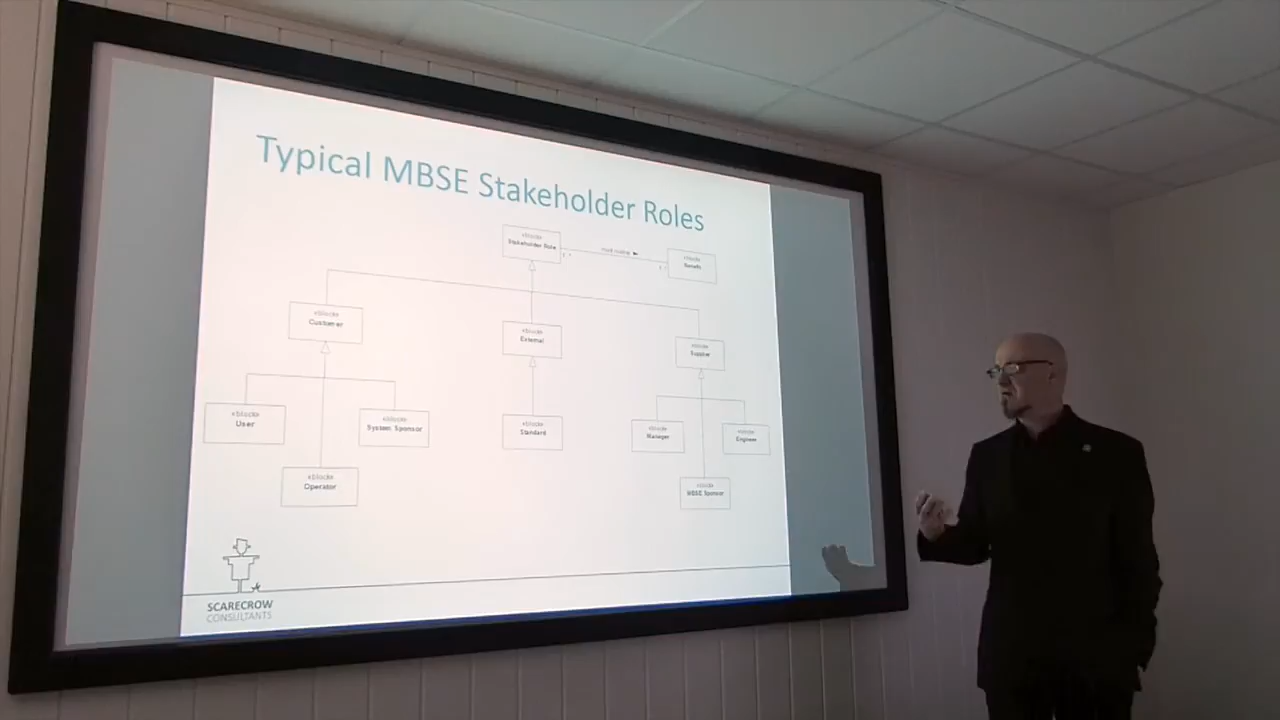 Typical MBSE Stakeholder Roles
«block»
Stakeholder Role
«block»
Benefit
«block»
Customer
«block»
External
«block»
Supplier
«block»
User
«block»
System Sponsor
«block»
Standard
«block»
Manager
«block»
Engineer
«block»
Operator
«block»
MBSE Sponsor
SCARECROW
CONSULTANTS